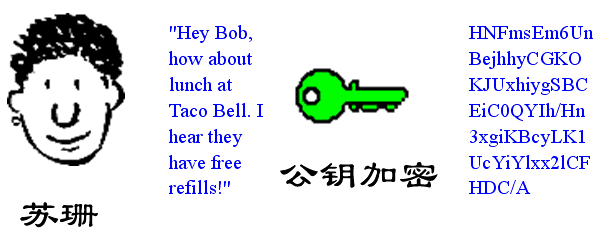 "Hey Bob,
how about
lunch at
Taco Bell. I
hear they
have free
refills!"
HNFmsEm6Un
BejhhyCGKO
KJUxhiygSBC
EiC0QYIh/Hn
3xgiKBcyLK1
UcYiYlxx2lCF
HDC/A
公钥加密
苏珊